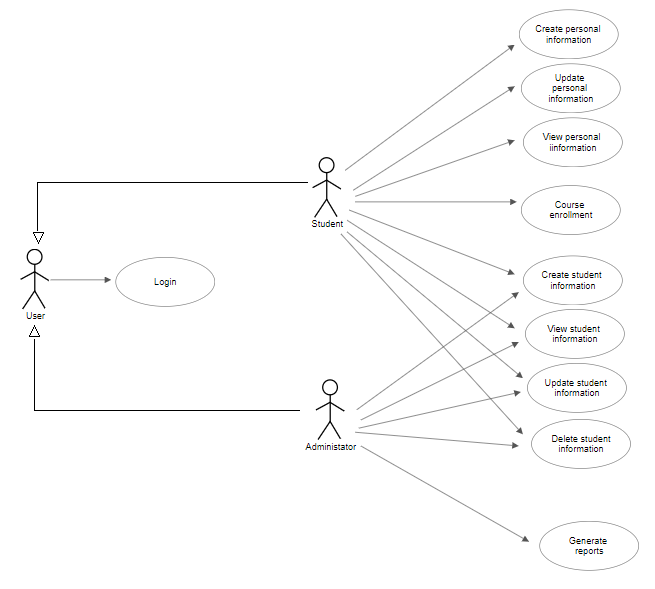 Create personal
information
Update
personal
information
View personal
iinformation
Student
Course
enrollment
Login
User
Create student
information
View student
information
Update student
information
Administator
Delete student
information
Generate
reports